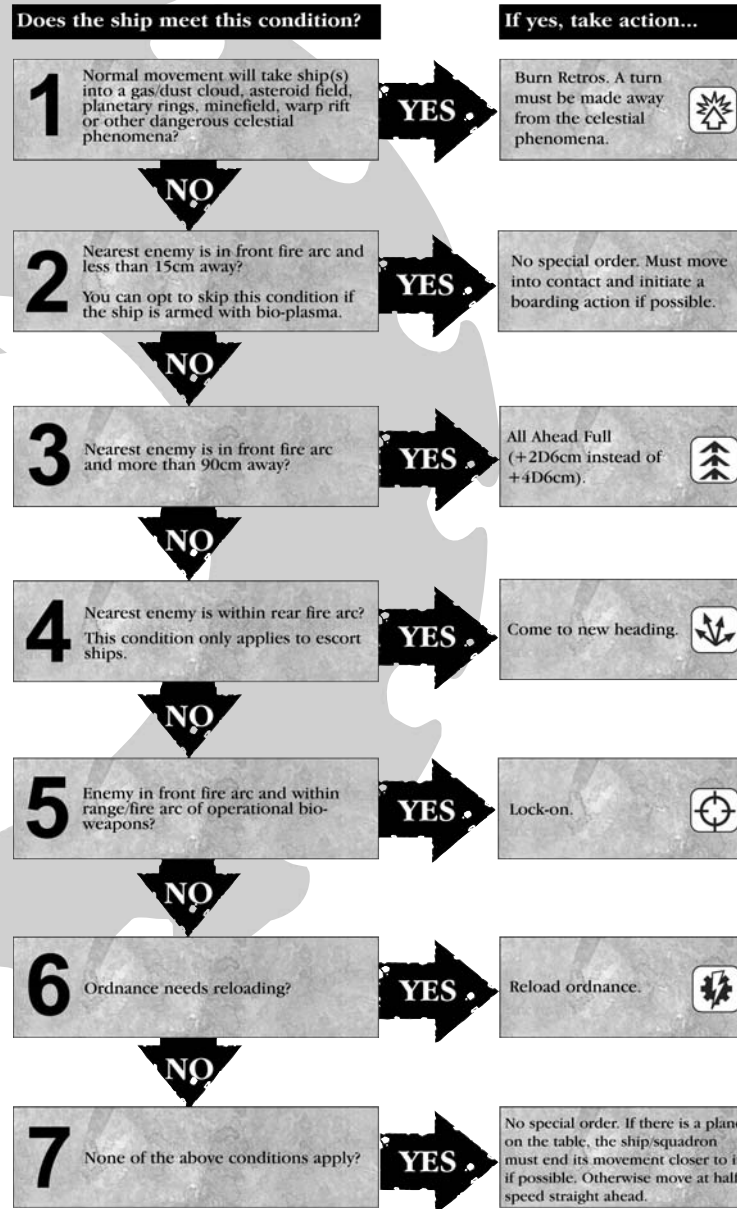 Does the ship meet this condition?
If yes, take action...
1
Normal movement will take ship(s)
into a gas/dust cloud, asteroid field,
planetary rings, minefield, warp rift
or other dangerous celestial
phenomena?
YES
Burn Retros. A turn
must be made away
from the celestial
phenomena.
NO
2
Nearest enemy is in front fire arc and
less than 15cm away?
You can opt to skip this condition if
the ship is armed with bio-plasma.
YES
No special order. Must move
into contact and initiate a
boarding action if possible.
NO
3
Nearest enemy is in front fire arc
and more than 90cm away?
YES
All Ahead Full
(+2D6cm instead of
+4D6cm).
NO
4
Nearest enemy is within rear fire arc?
This condition only applies to escort
ships.
YES
Come to new heading.
NO
5
Enemy in front fire arc and within
range/fire arc of operational bio-
weapons?
YES
Lock-on.
NO
6
Ordnance needs reloading?
YES
Reload ordnance.
NO
7
None of the above conditions apply?
YES
No special order. If there is a
on the table, the ship/squadron
must end its movement closer to
if possible. Otherwise move at half
speed straight ahead.